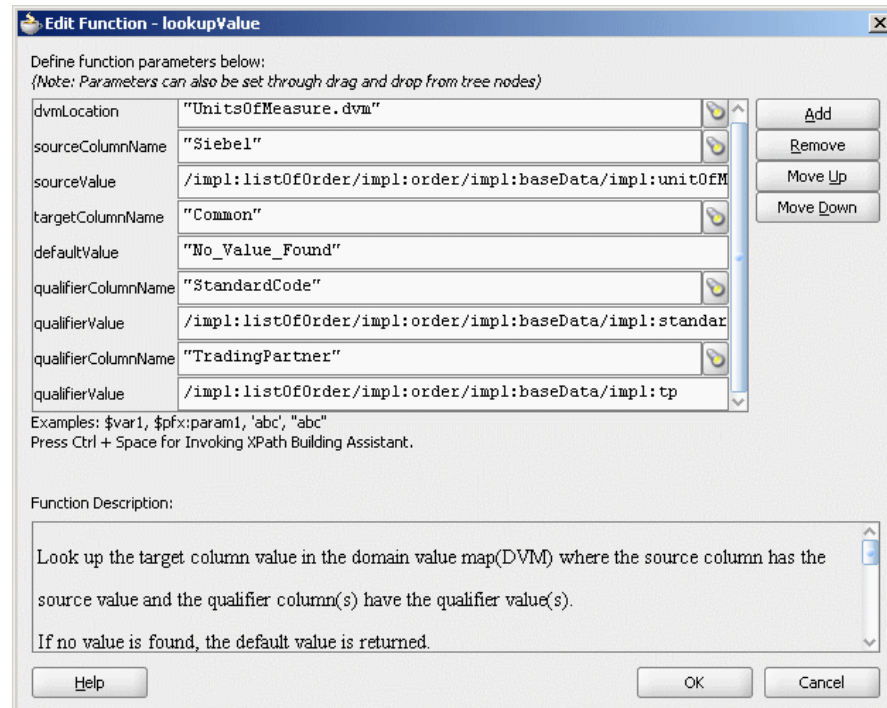 Edit Function - lookupValue
Define function parameters below:
(Note: Parameters can also be set through drag and drop from tree nodes)
dvmLocation "UnitsOfMeasure.dvm"
Add
sourceColumnName "Siebel"
Remove
sourceValue /impl:listOfOrder/impl:order/impl:baseData/impl:unitOfM
Move Up
targetColumnName "Common"
Move Down
defaultValue "No_Value_Found"
qualifierColumnName "StandardCode"
qualifierValue /impl:listOfOrder/impl:order/impl:baseData/impl:standar
qualifierColumnName "TradingPartner"
qualifierValue /impl:listOfOrder/impl:order/impl:baseData/impl:tp
Examples: $var1, $pfx:param1, 'abc', "abc"
Press Ctrl + Space for Invoking XPath Building Assistant.
Function Description:
Look up the target column value in the domain value map(DVM) where the source column has the
source value and the qualifier column(s) have the qualifier value(s).
If no value is found, the default value is returned.
Help
OK
Cancel